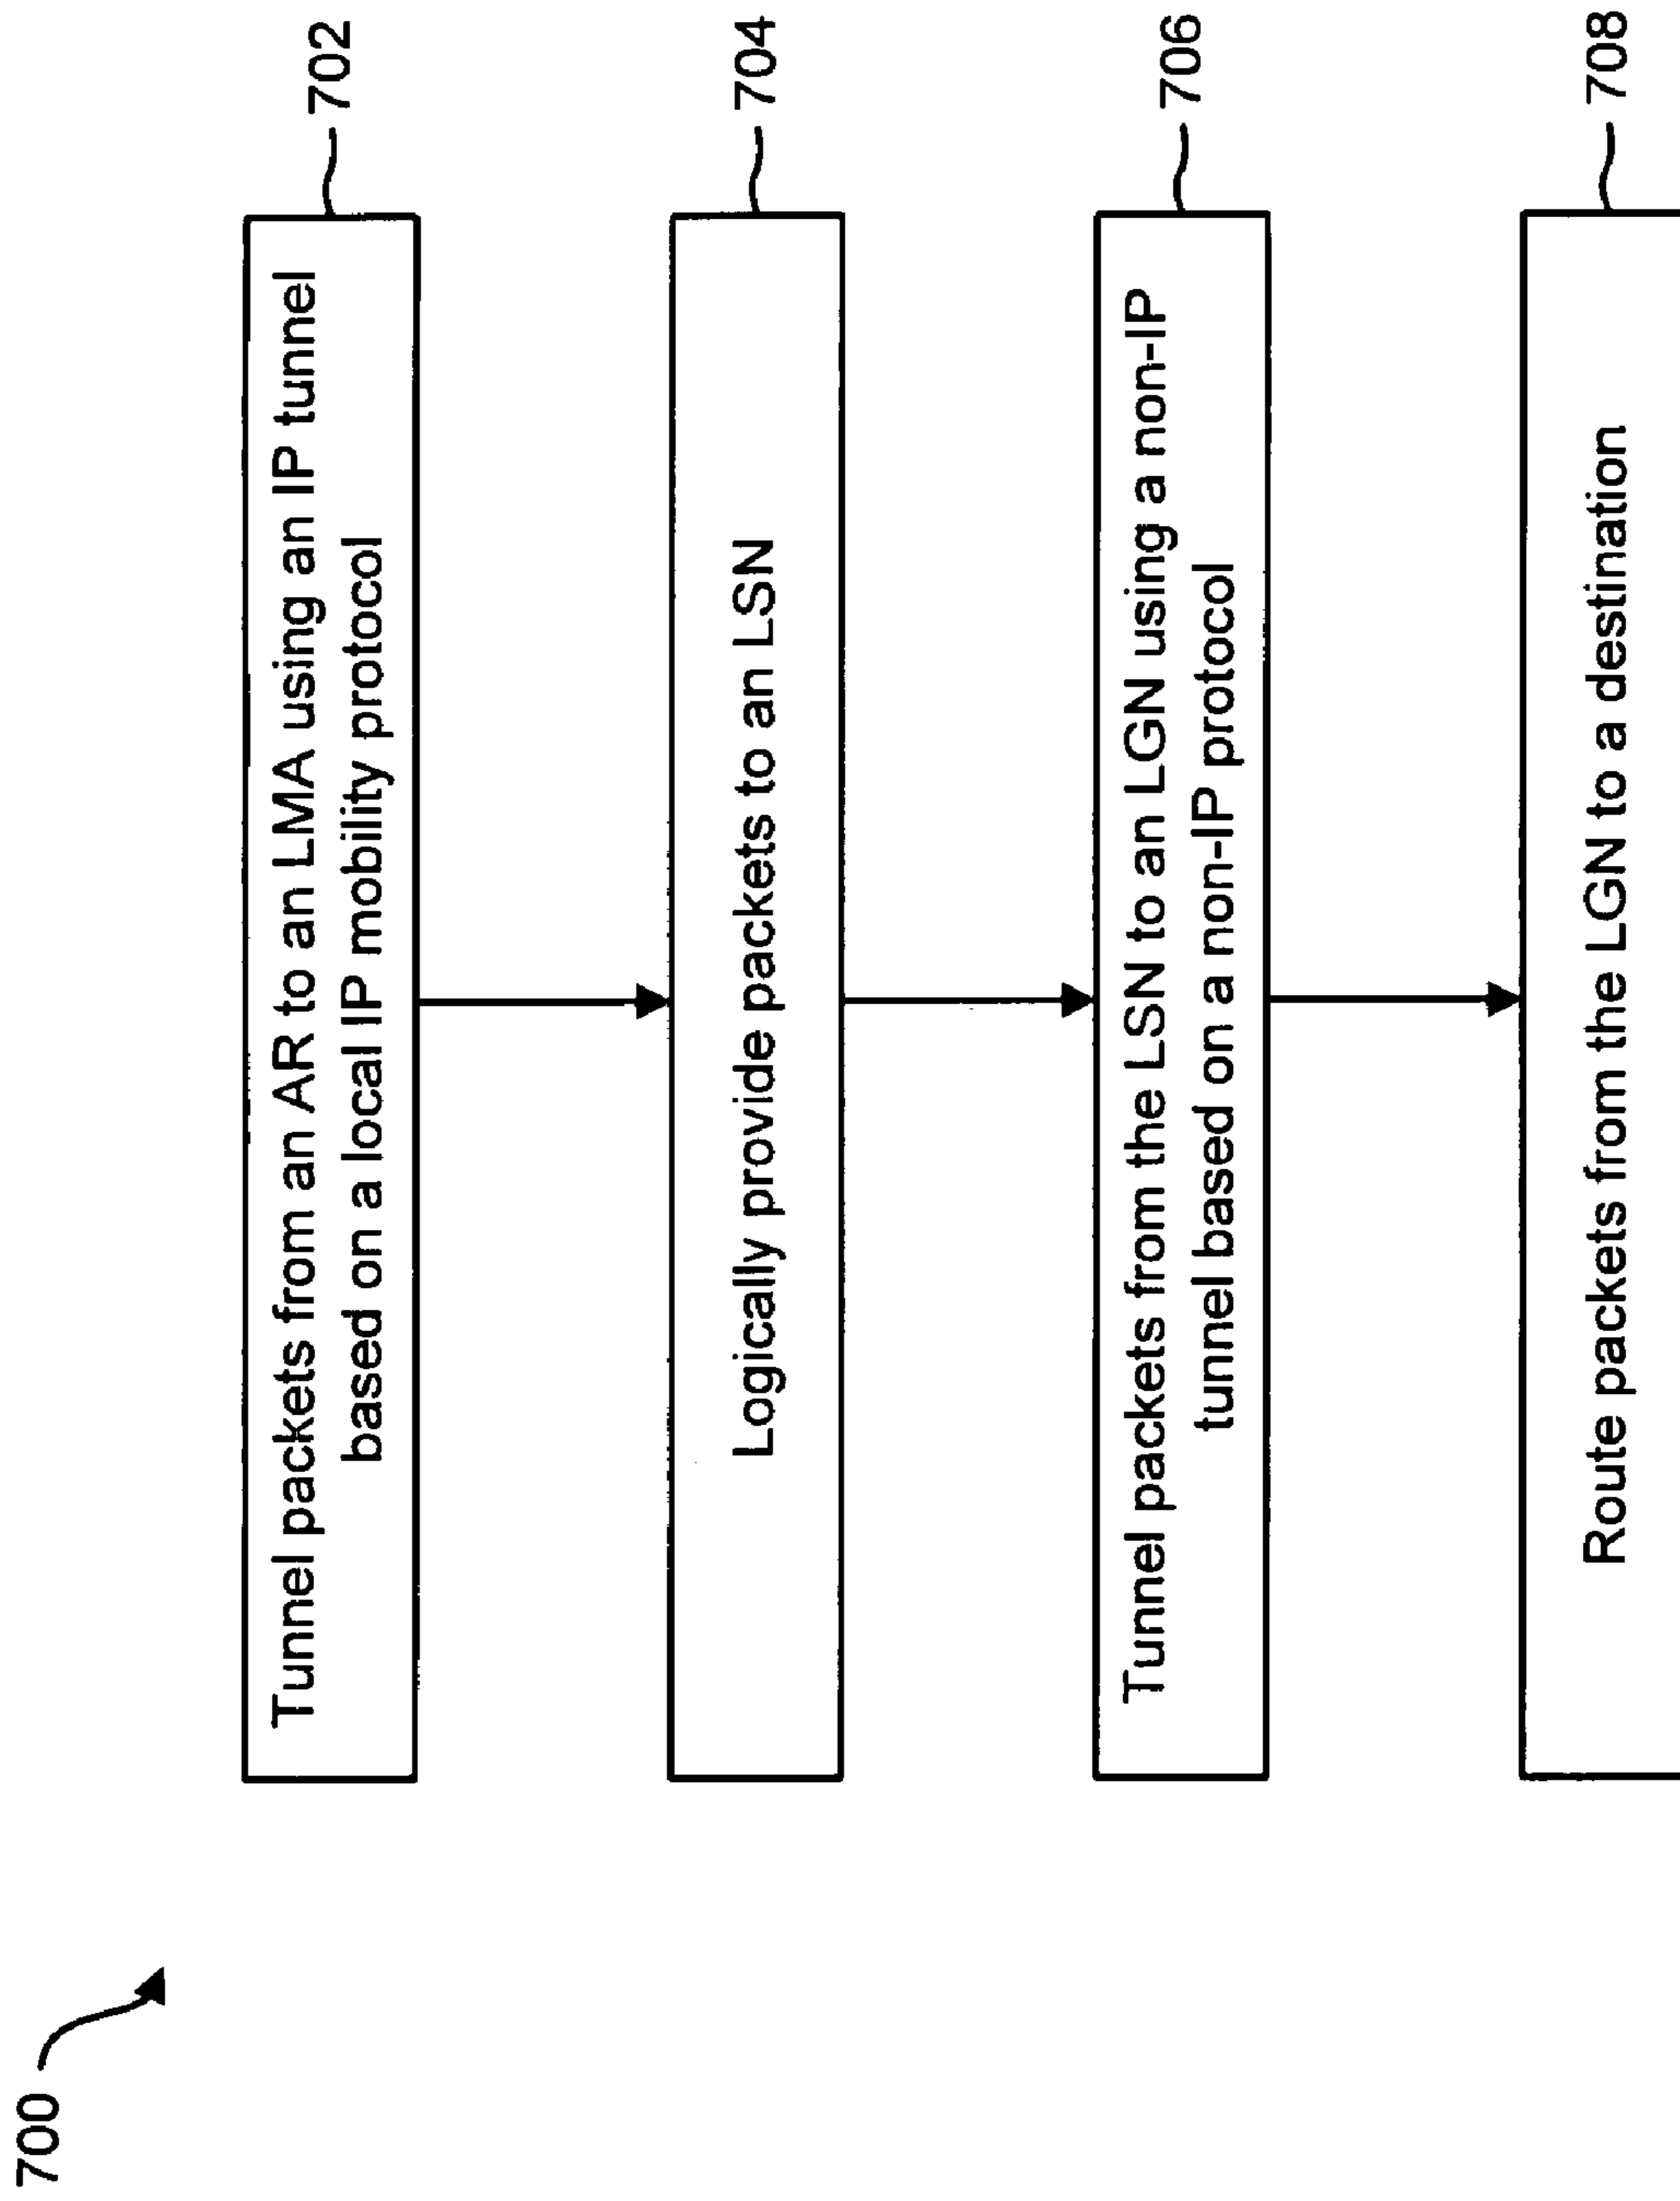 700
Tunnel packets from an AR to an LMA using an IP tunnel
based on a local IP mobility protocol
702
Logically provide packets to an LSN
704
Tunnel packets from the LSN to an LGN using a non-IP
tunnel based on a non-IP protocol
706
Route packets from the LGN to a destination
708